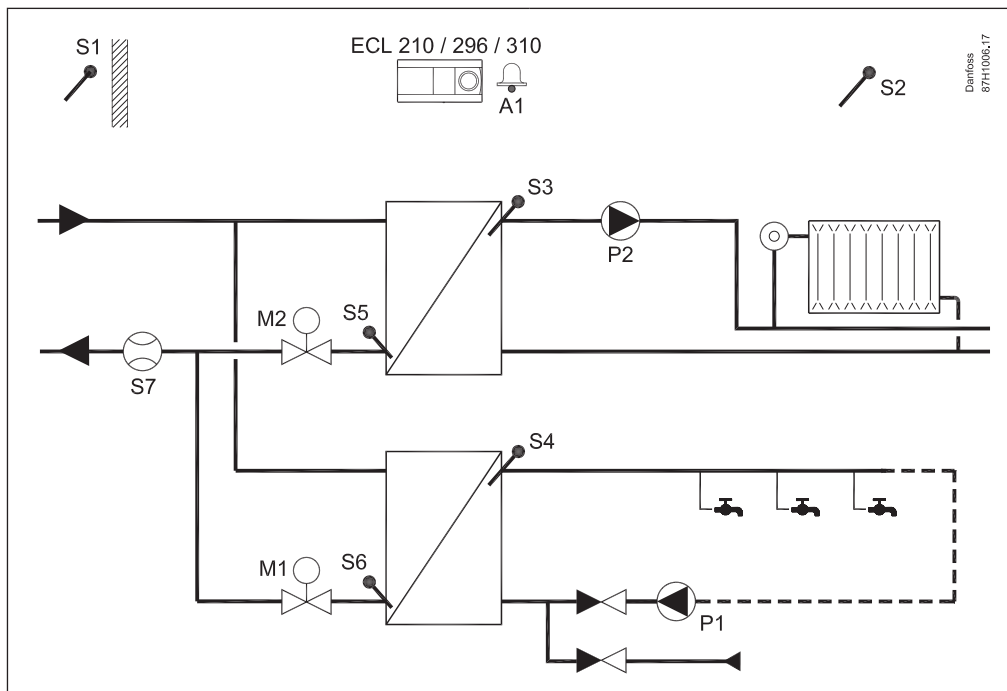 S1
ECL 210 / 296 / 310
A1
S2
Danfoss
87H1006.17
S3
P2
M2
S5
S7
S4
M1
S6
P1